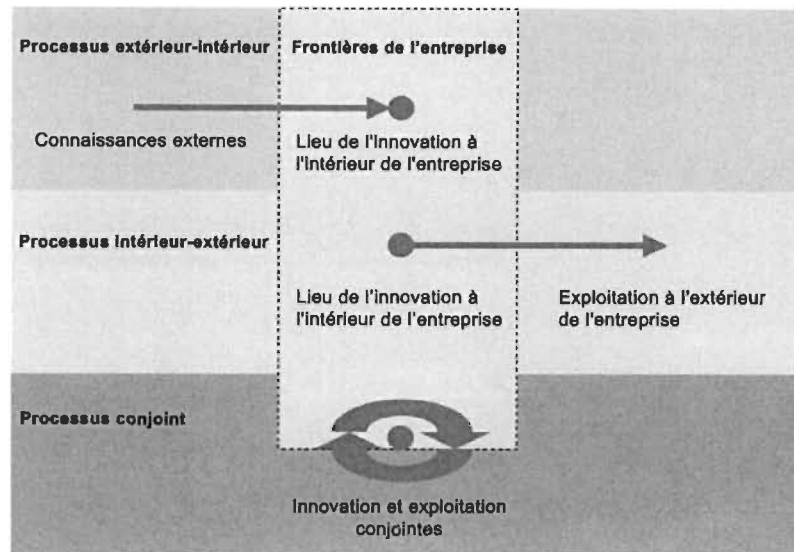 Processus extérieur-intérieur
Frontières de l'entreprise
Connaissances externes
Lieu de l'innovation à
l'intérieur de l'entreprise
Processus intérieur-extérieur
Lieu de l'innovation à
l'intérieur de l'entreprise
Exploitation à l'extérieur
de l'entreprise
Processus conjoint
Innovation et exploitation
conjointes